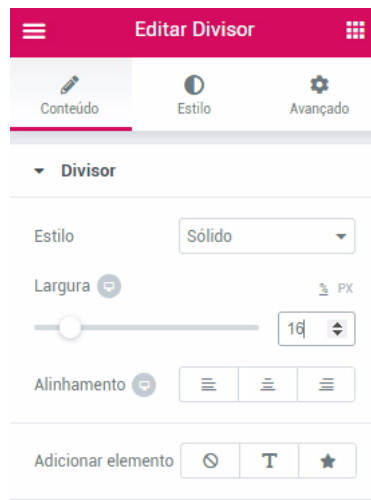 Editar Divisor
Conteúdo Estilo Avançado
Divisor
Estilo Sólido
Largura % PX
16
Alinhamento
Adicionar elemento T